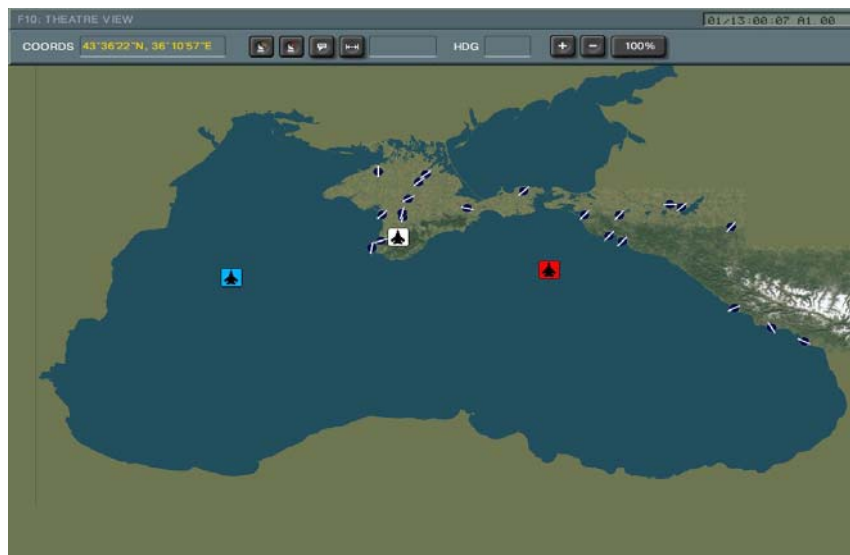 F10: THEATRE VIEW
01/13:00:07 A1.00
COORDS 43°36'22"N, 36°10'57"E HDG + - 100%